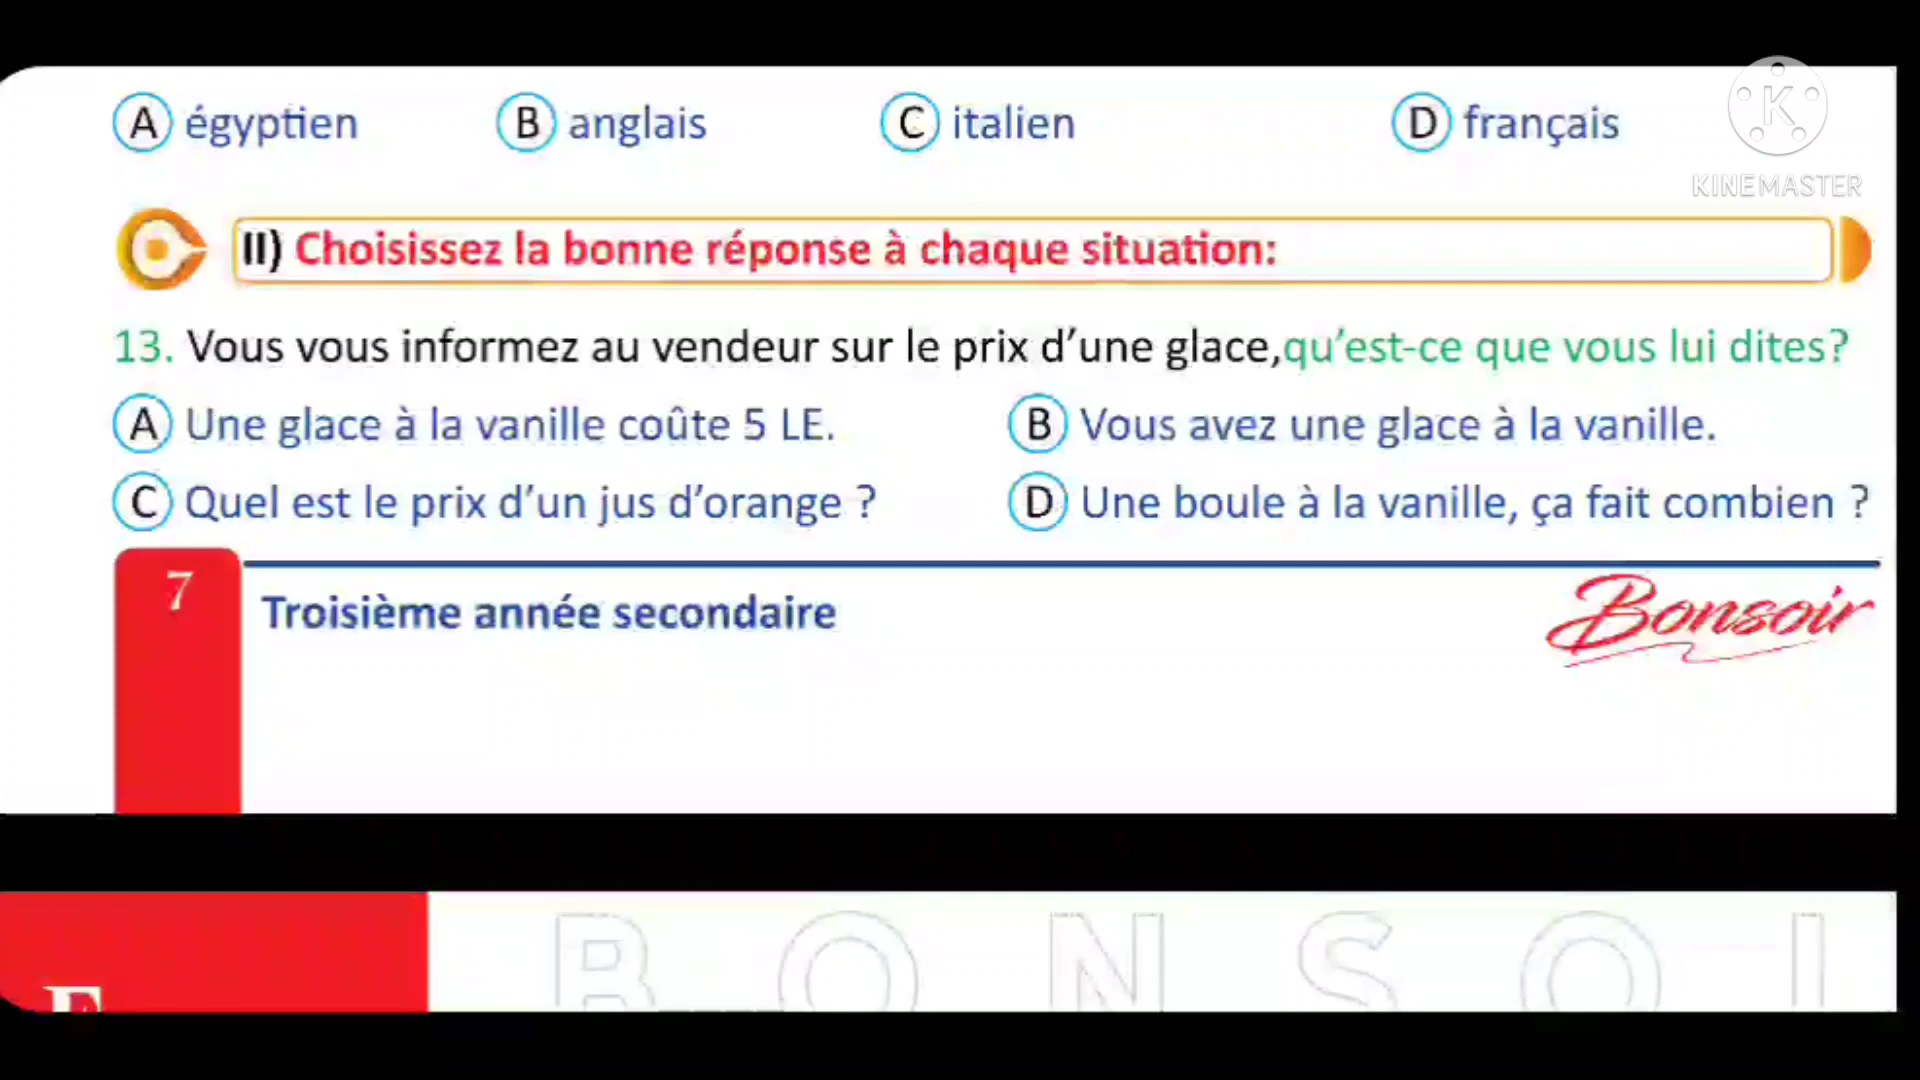 A égyptien B anglais C italien D français
KINEMASTER
II) Choisissez la bonne réponse à chaque situation:
13. Vous vous informez au vendeur sur le prix d’une glace,qu’est-ce que vous lui dites?
A Une glace à la vanille coûte 5 LE. B Vous avez une glace à la vanille.
C Quel est le prix d’un jus d’orange ? D Une boule à la vanille, ça fait combien ?
7 Troisième année secondaire Bonsoir
B O N S O I